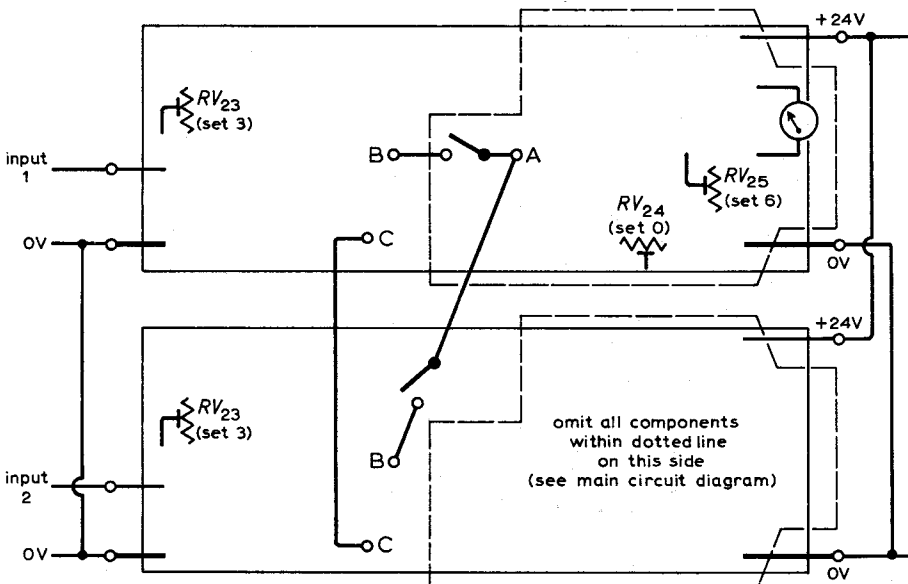 +24V
RV23
(set 3)
input
1
B
A
RV25
(set 6)
RV24
(set 0)
0V
C
0V
+24V
RV23
(set 3)
omit all components
within dotted line
on this side
(see main circuit diagram)
B
input
2
C
0V
0V